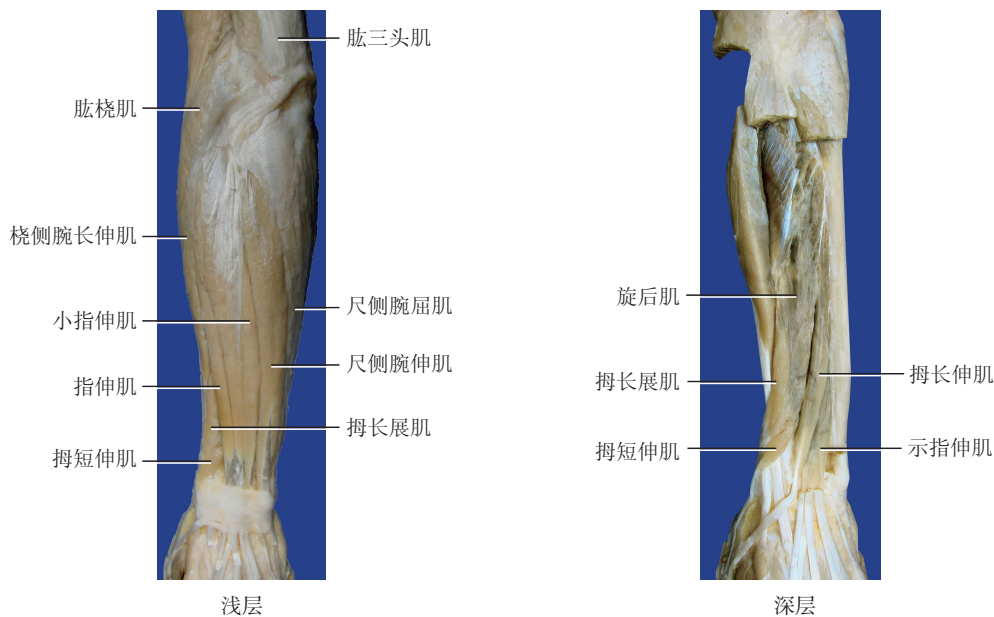 肱三头肌
肱桡肌
桡侧腕长伸肌
小指伸肌
尺侧腕屈肌
尺侧腕伸肌
指伸肌
拇长展肌
拇短伸肌
浅层
旋后肌
拇长展肌
拇长伸肌
拇短伸肌
示指伸肌
深层